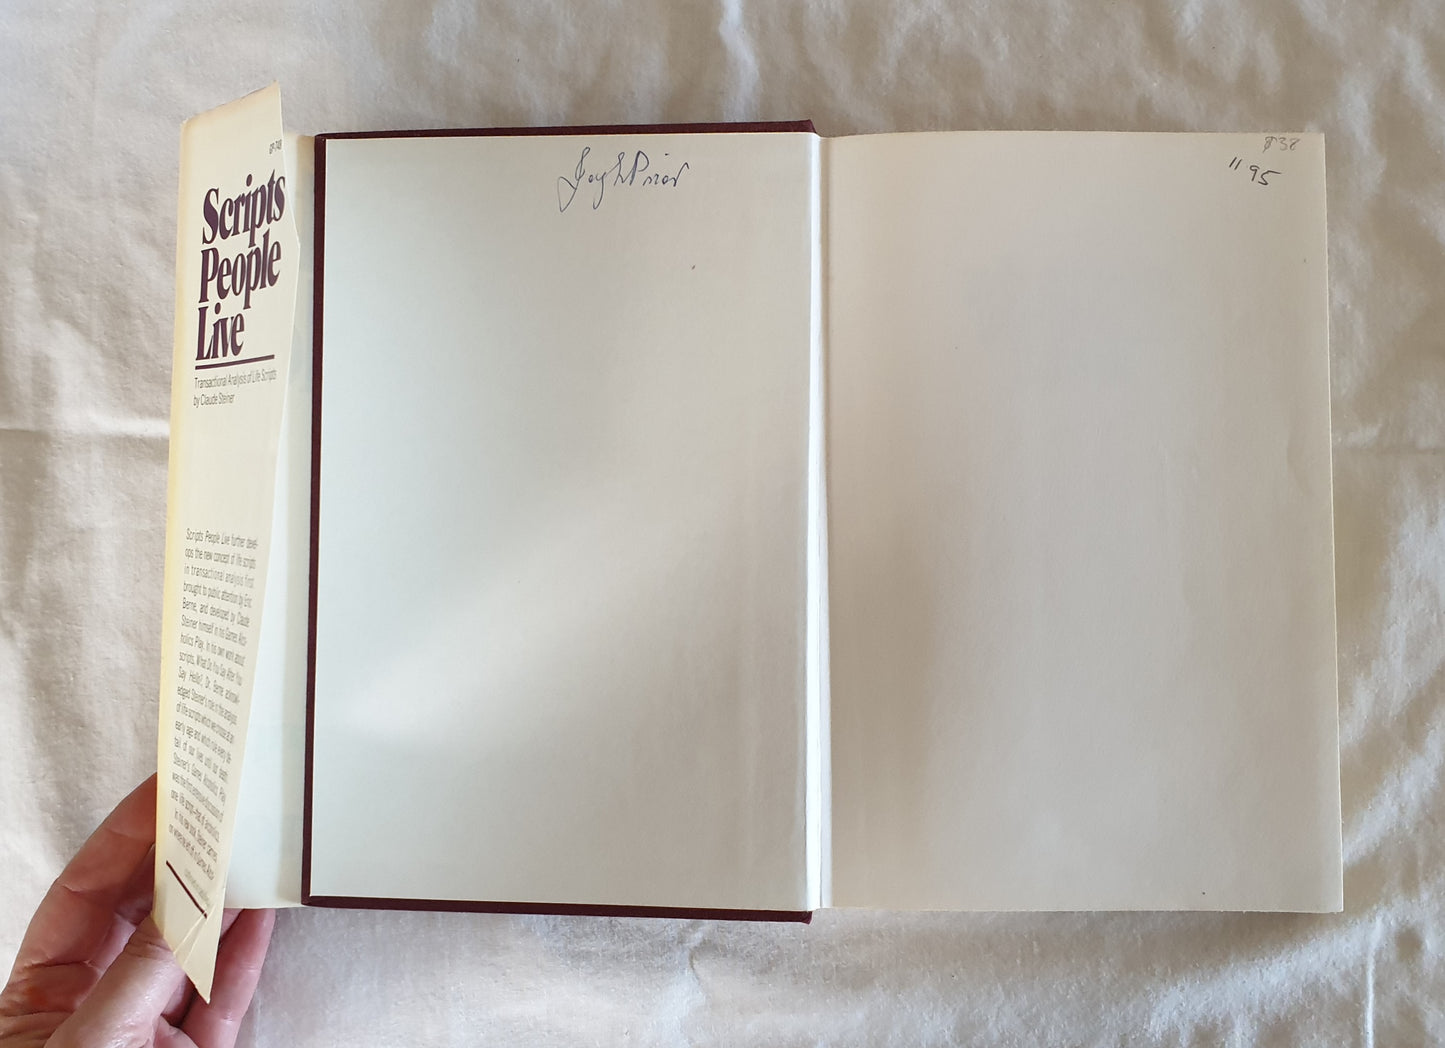 GP-748
Scripts
People
Live
Transactional Analysis of Life Scripts
by Claude Steiner
Scripts People Live further devel-
ops the new concept of life scripts
in transactional analysis first
brought to public attention by Eric
Berne, and developed by Claude
Steiner himself in his Games Alco-
holics Play. In his own work about
scripts, What Do You Say After You
Say Hello?, Dr. Berne acknowl-
edged Steiner's role in the analysis
of life scripts which we choose at an
early age and which rule every de-
tail of our lives until our death.
Steiner's Games Alcoholics Play
was the first extensive discussion of
one life script—that of alcoholics.
In his new book, Steiner carries
on where he left off in Games Alco-
$38
" 95